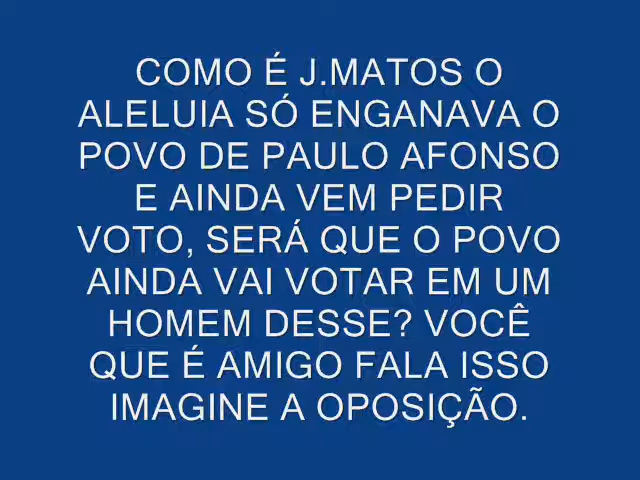 COMO É J.MATOS O
ALELUIA SÓ ENGANAVA O
POVO DE PAULO AFONSO
E AINDA VEM PEDIR
VOTO, SERÁ QUE O POVO
AINDA VAI VOTAR EM UM
HOMEM DESSE? VOCÊ
QUE É AMIGO FALA ISSO
IMAGINE A OPOSIÇÃO.